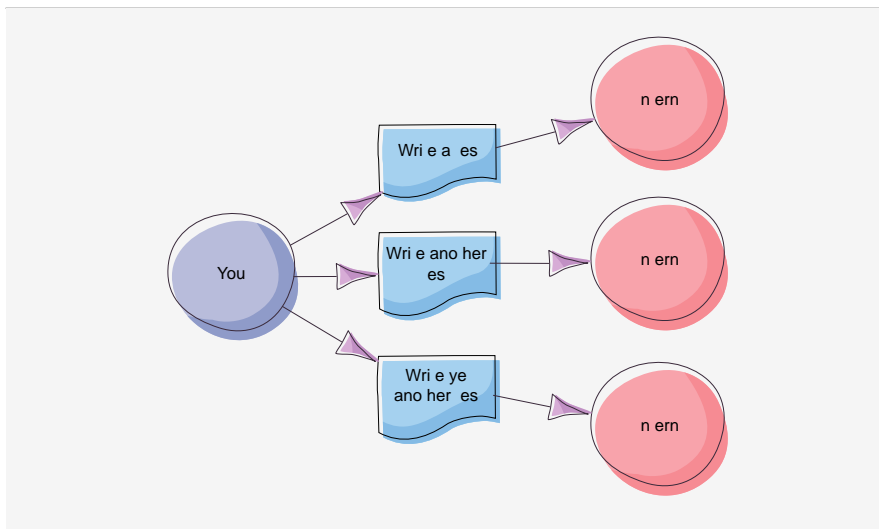 You
Wri e a  es
Wri e ano her
es
Wri e ye
ano her  es
n ern
n ern
n ern